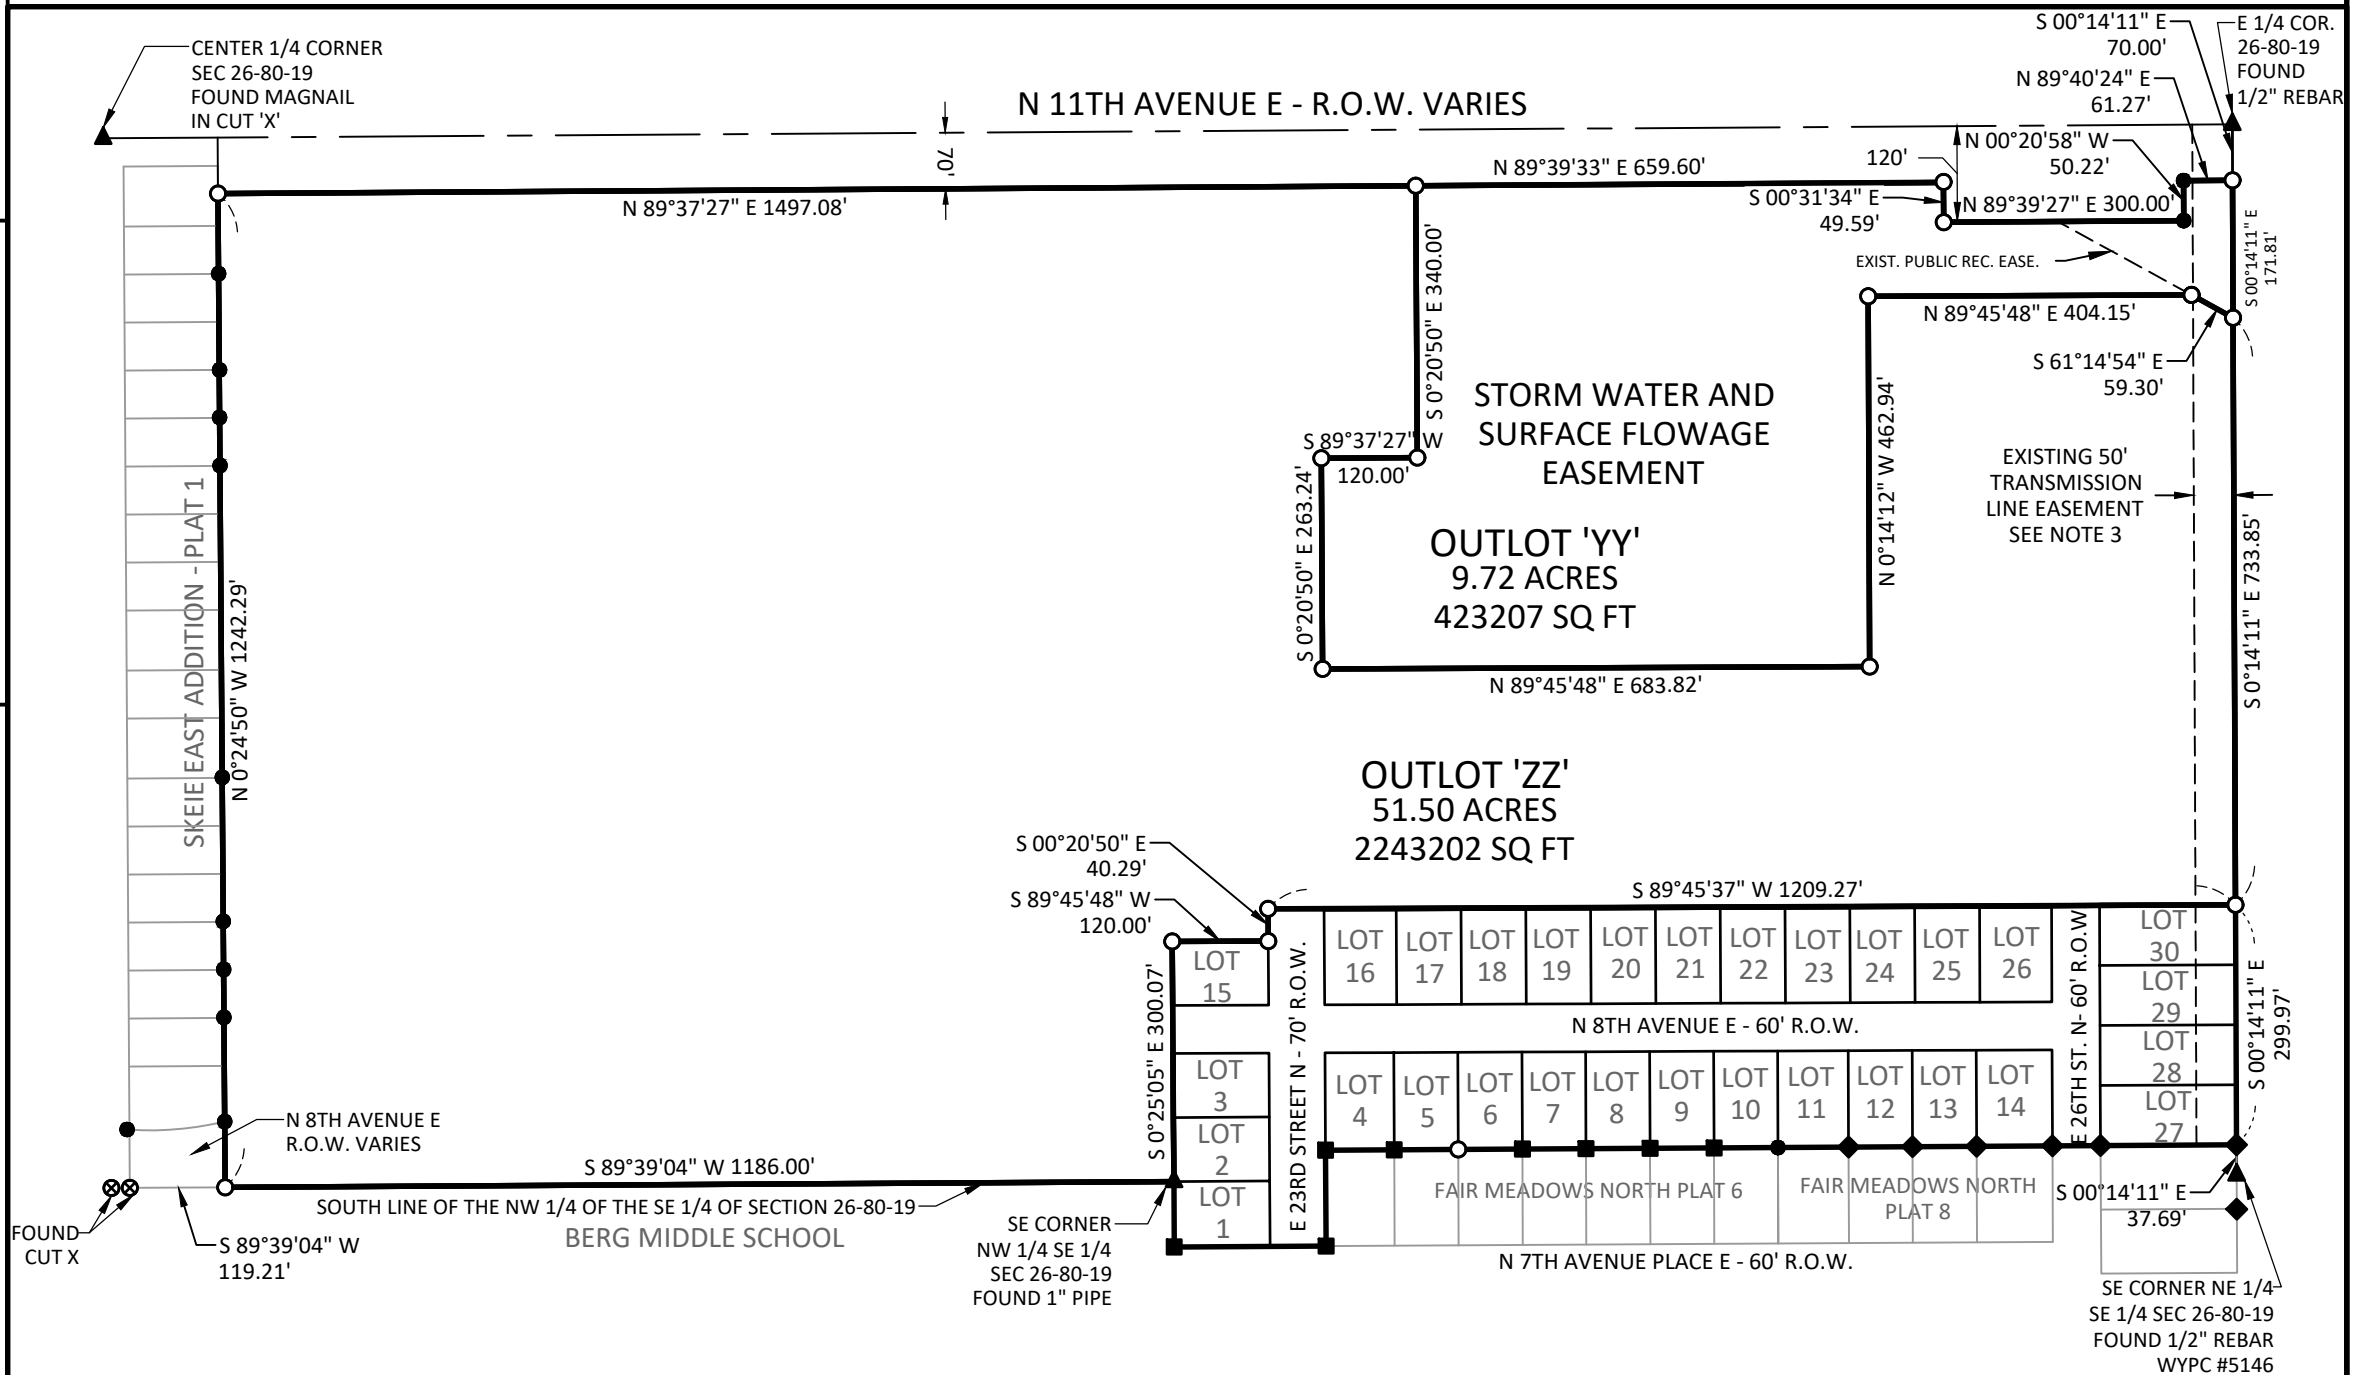 CENTER 1/4 CORNER
SEC 26-80-19
FOUND MAGNAIL
IN CUT 'X'
N 11TH AVENUE E - R.O.W. VARIES
S 00°14'11" E
70.00'
E 1/4 COR.
26-80-19
FOUND
1/2" REBAR
N 89°40'24" E
61.27'
N 00°20'58" W
50.22'
70'
120'
N 89°37'27" E 1497.08'
N 89°39'33" E 659.60'
S 00°31'34" E
49.59'
N 89°39'27" E 300.00'
S 00°14'11" E
171.81'
EXIST. PUBLIC REC. EASE.
S 0°20'50" E 340.00'
N 89°45'48" E 404.15'
S 61°14'54" E
59.30'
STORM WATER AND
SURFACE FLOWAGE
EASEMENT
S 89°37'27" W
120.00'
S 0°20'50" E 263.24'
N 0°14'12" W 462.94'
OUTLOT 'YY'
9.72 ACRES
423207 SQ FT
EXISTING 50'
TRANSMISSION
LINE EASEMENT
SEE NOTE 3
S 0°14'11" E 733.85'
N 89°45'48" E 683.82'
SKEIE EAST ADDITION - PLAT 1
N 0°24'50" W 1242.29'
OUTLOT 'ZZ'
51.50 ACRES
2243202 SQ FT
S 00°20'50" E
40.29'
S 89°45'48" W
120.00'
S 89°45'37" W 1209.27'
LOT
15
LOT
16
LOT
17
LOT
18
LOT
19
LOT
20
LOT
21
LOT
22
LOT
23
LOT
24
LOT
25
LOT
26
LOT
30
LOT
29
LOT
28
LOT
27
E 26TH ST. N- 60' R.O.W
S 00°14'11" E
299.97'
N 8TH AVENUE E - 60' R.O.W.
E 23RD STREET N - 70' R.O.W.
S 0°25'05" E 300.07'
LOT
3
LOT
2
LOT
1
LOT
4
LOT
5
LOT
6
LOT
7
LOT
8
LOT
9
LOT
10
LOT
11
LOT
12
LOT
13
LOT
14
N 8TH AVENUE E
R.O.W. VARIES
S 89°39'04" W 1186.00'
SOUTH LINE OF THE NW 1/4 OF THE SE 1/4 OF SECTION 26-80-19
BERG MIDDLE SCHOOL
FOUND
CUT X
S 89°39'04" W
119.21'
SE CORNER
NW 1/4 SE 1/4
SEC 26-80-19
FOUND 1" PIPE
FAIR MEADOWS NORTH PLAT 6
FAIR MEADOWS NORTH
PLAT 8
S 00°14'11" E
37.69'
N 7TH AVENUE PLACE E - 60' R.O.W.
SE CORNER NE 1/4
SE 1/4 SEC 26-80-19
FOUND 1/2" REBAR
WYPC #5146